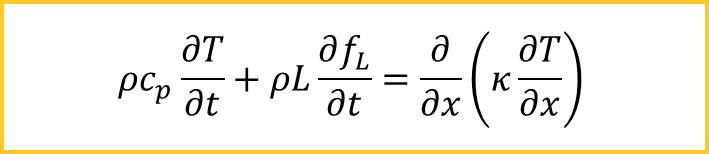 ρc_p ∂T/∂t + ρL ∂f_L/∂t = ∂/∂x (κ ∂T/∂x)